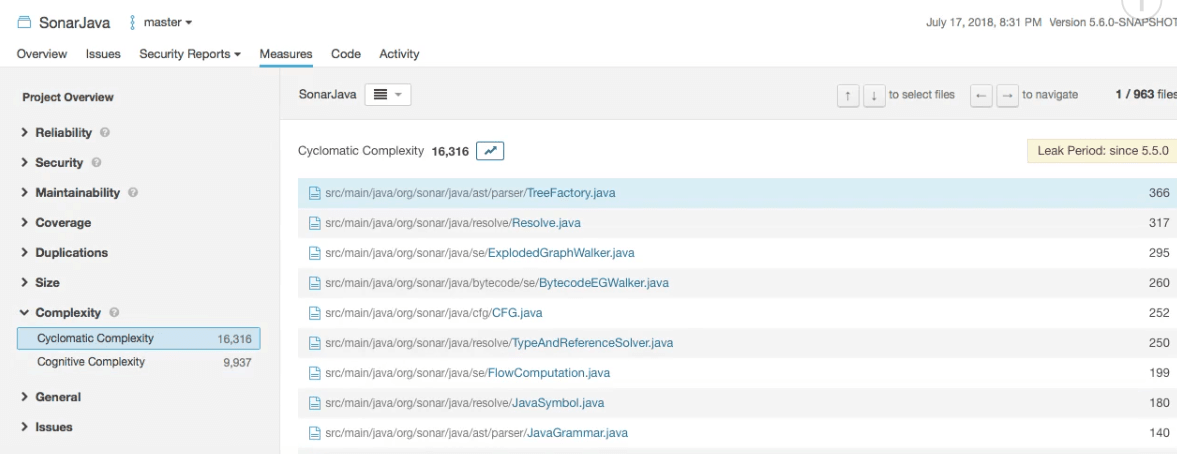 SonarJava master July 17, 2018, 8:31 PM Version 5.6.0-SNAPSHOT
Overview Issues Security Reports Measures Code Activity
Project Overview
Reliability ?
Security ?
Maintainability ?
Coverage
Duplications
Size
Complexity ?
Cyclomatic Complexity 16,316
Cognitive Complexity 9,937
General
Issues
SonarJava ↑ ↓ to select files ← → to navigate 1 / 963 files
Cyclomatic Complexity 16,316 Leak Period: since 5.5.0
src/main/java/org/sonar/java/ast/parser/TreeFactory.java 366
src/main/java/org/sonar/java/resolve/Resolve.java 317
src/main/java/org/sonar/java/se/ExplodedGraphWalker.java 295
src/main/java/org/sonar/java/bytecode/se/BytecodeEGWalker.java 260
src/main/java/org/sonar/java/cfg/CFG.java 252
src/main/java/org/sonar/java/resolve/TypeAndReferenceSolver.java 250
src/main/java/org/sonar/java/se/FlowComputation.java 199
src/main/java/org/sonar/java/resolve/JavaSymbol.java 180
src/main/java/org/sonar/java/ast/parser/JavaGrammar.java 140